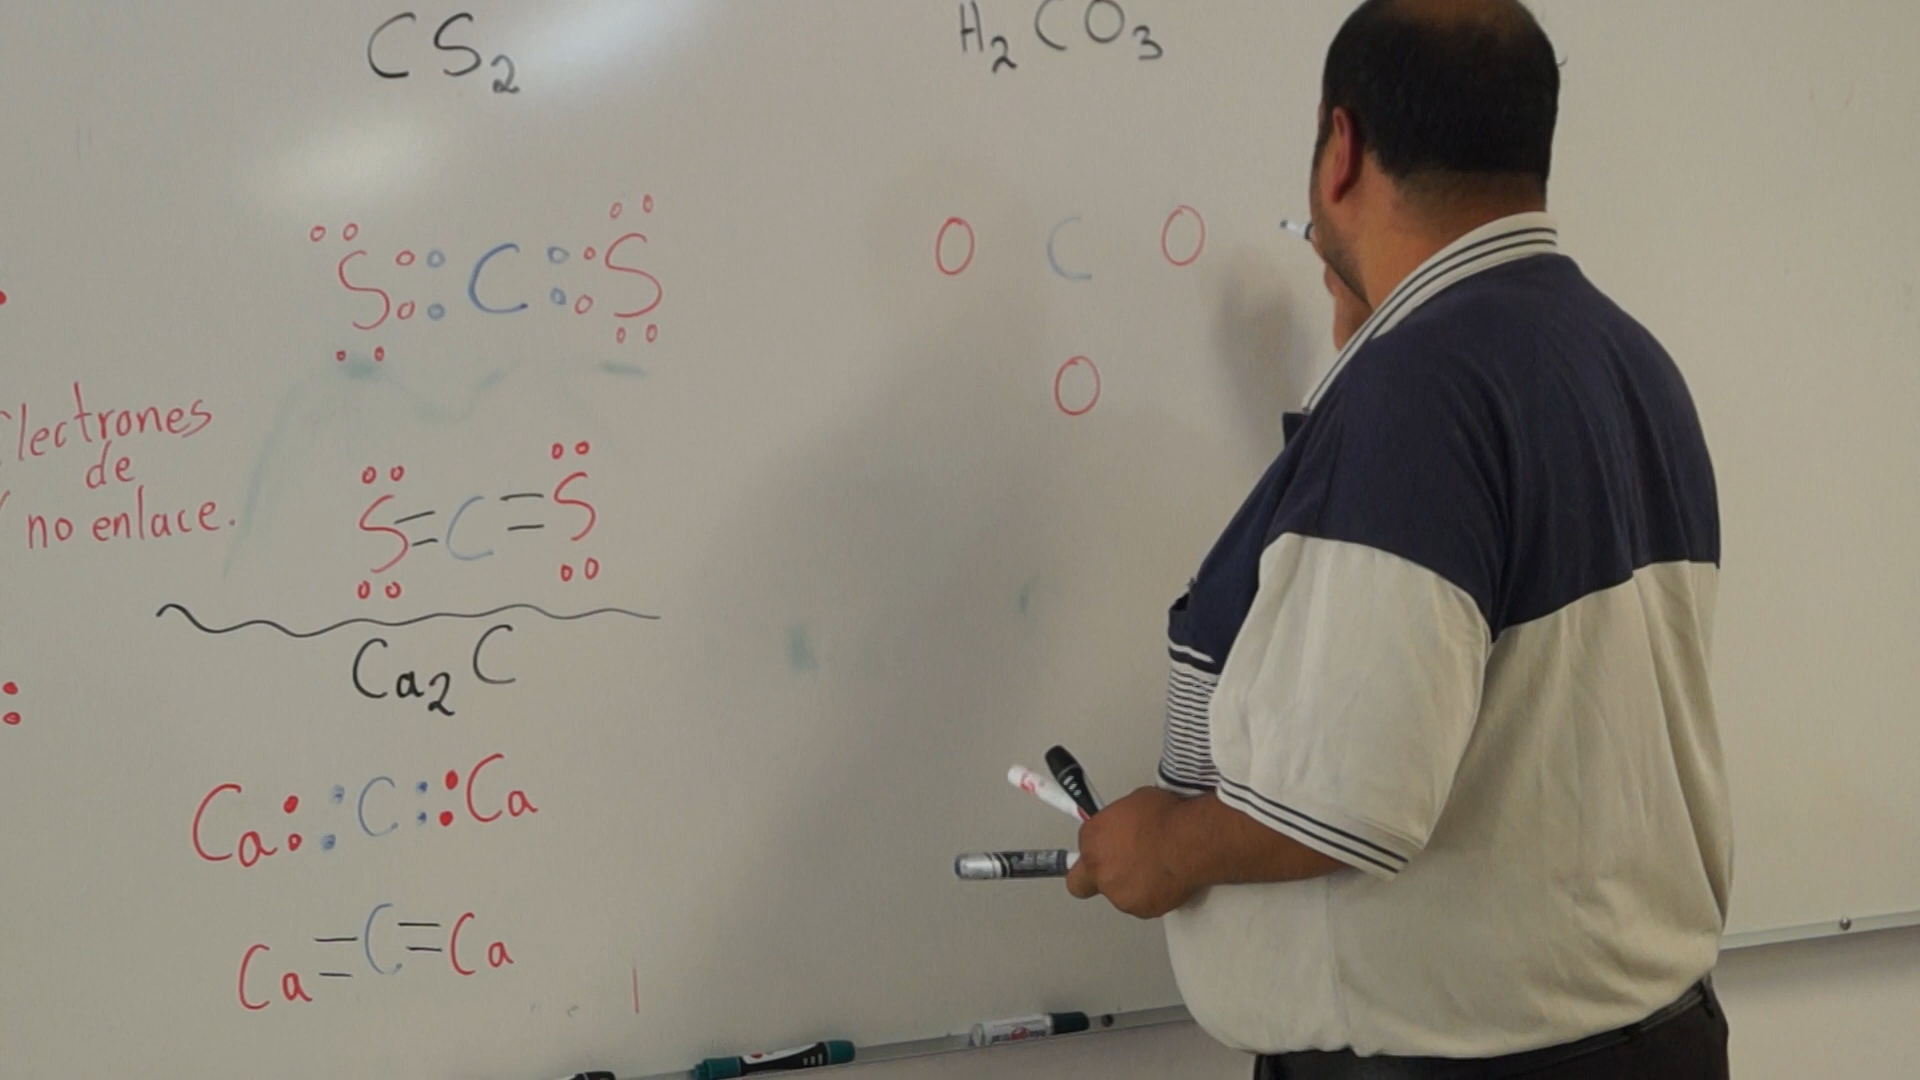 CS₂
S::C::S
Electrones
de
no enlace.
S=C=S
Ca₂C
Ca::C::Ca
Ca=C=Ca
H₂CO₃
O C O
O